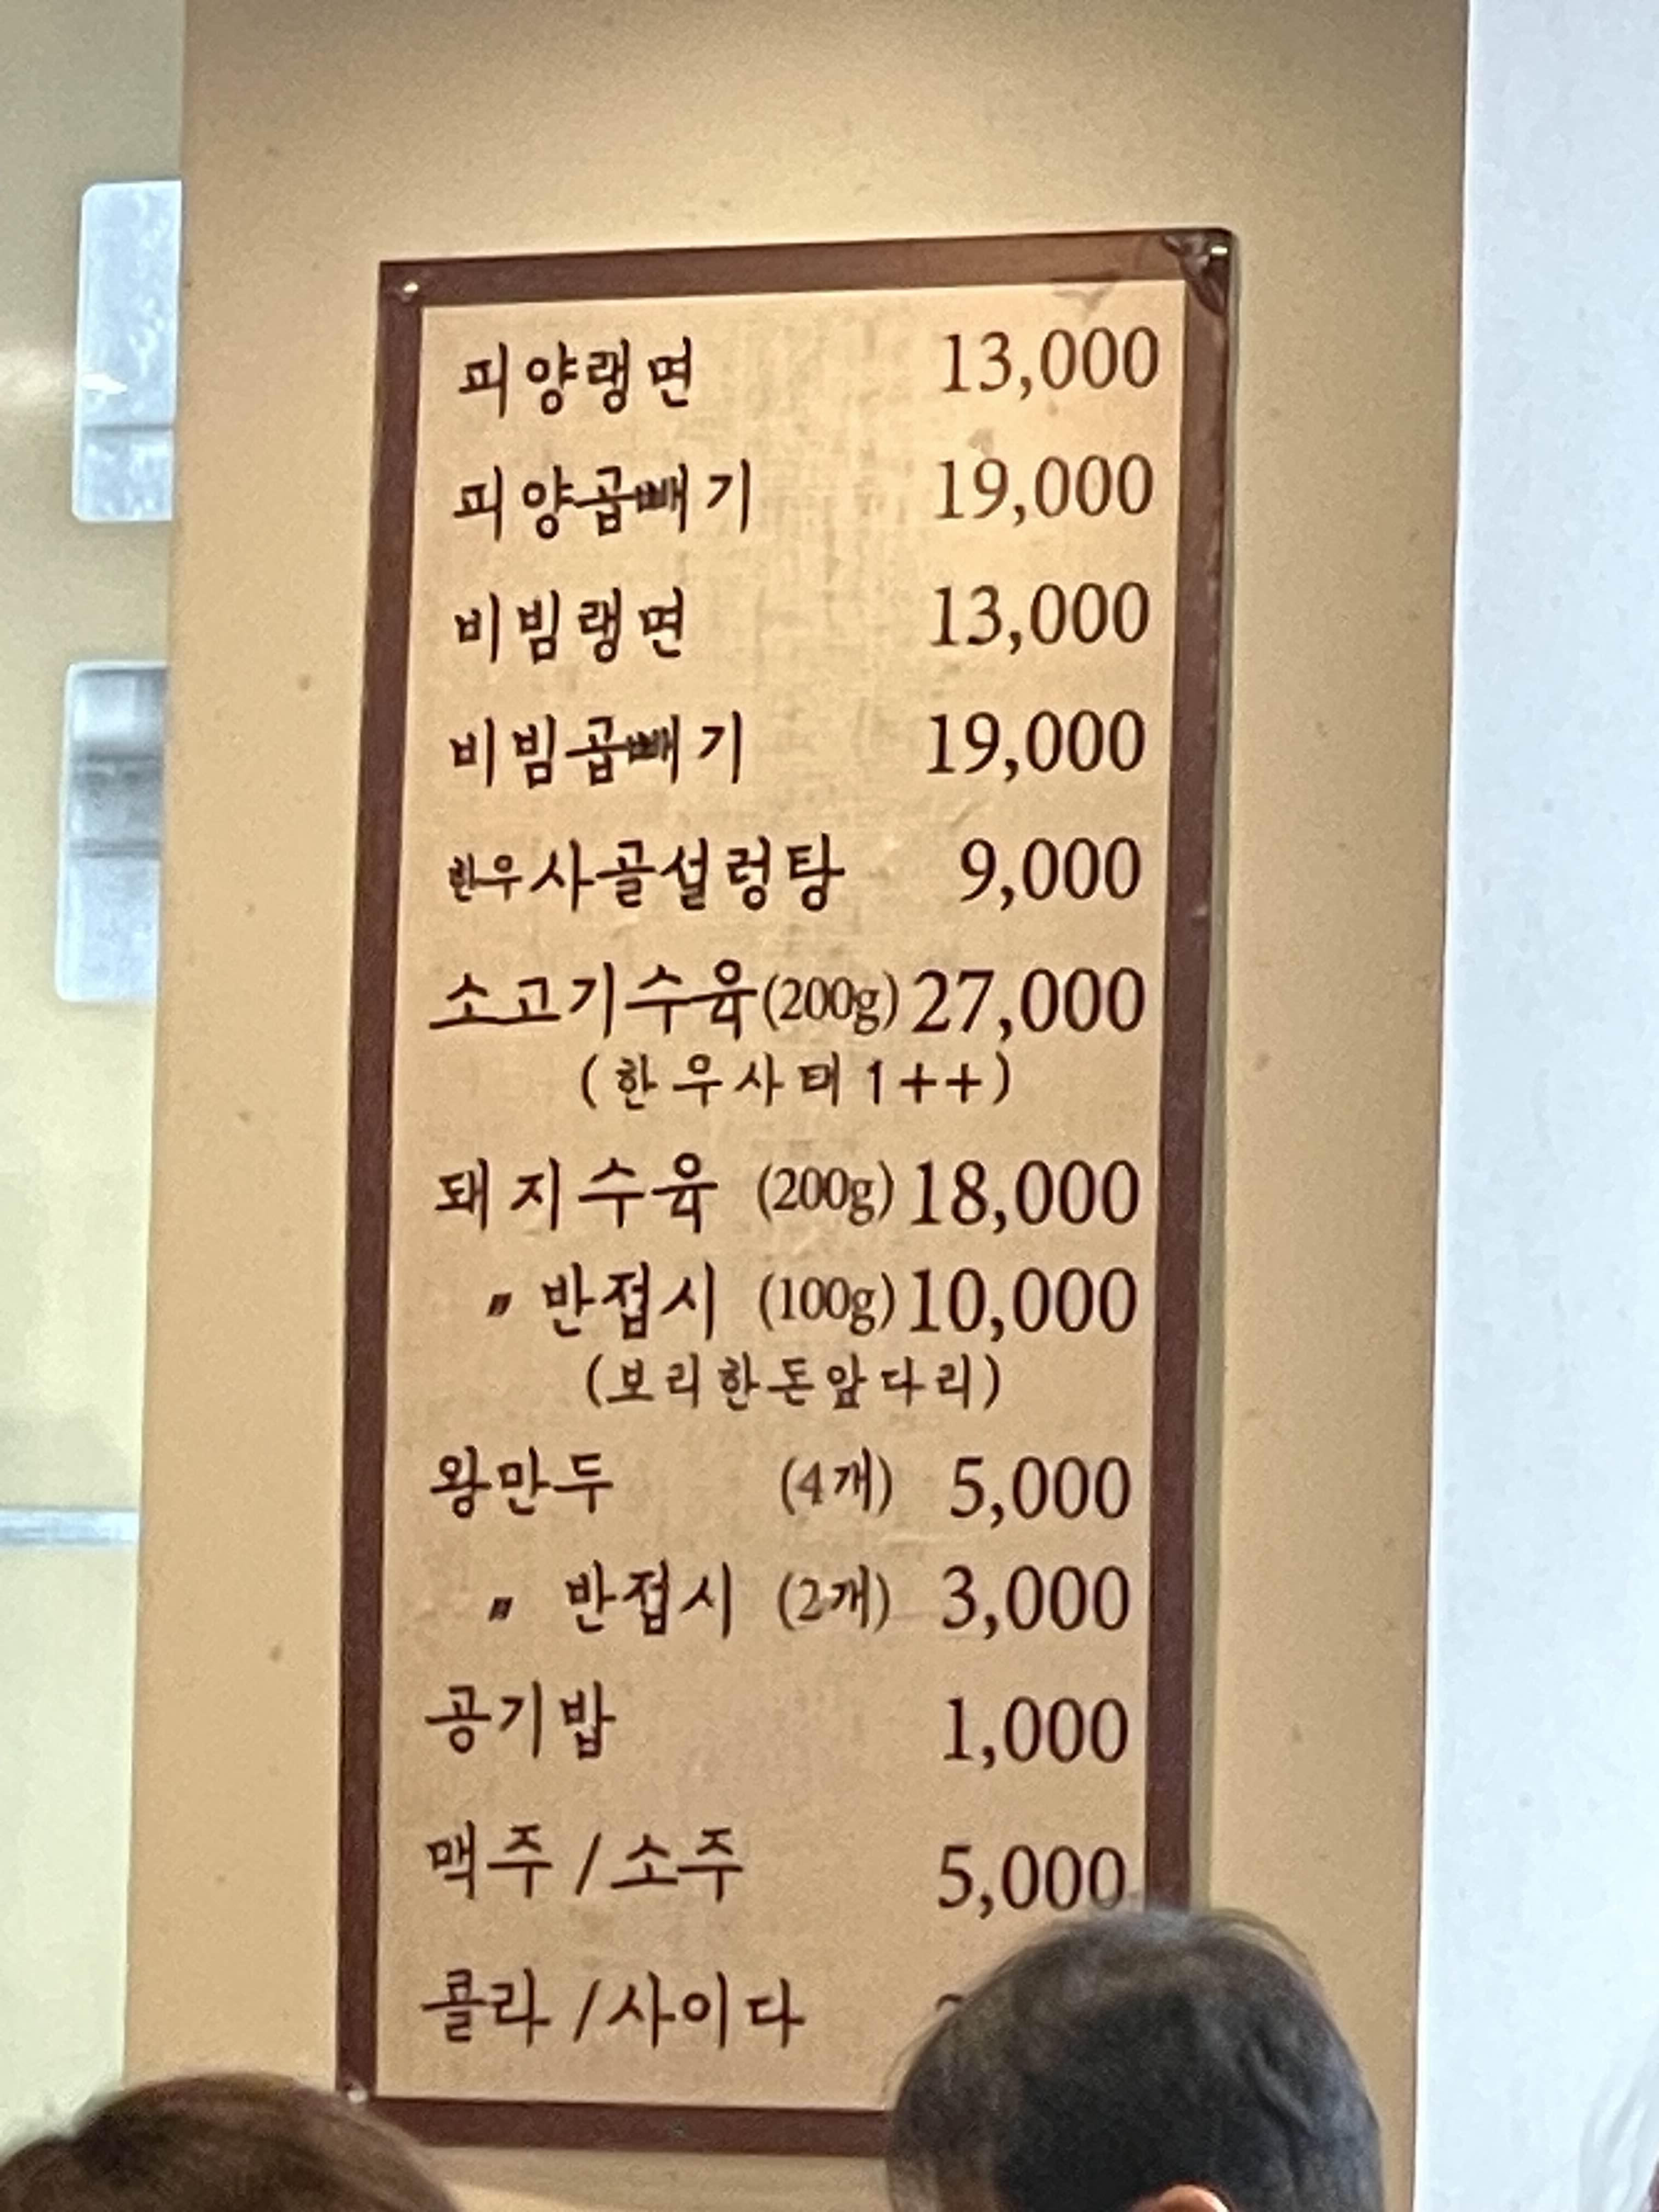 피양랭면 13,000
피양곱빼기 19,000
비빔랭면 13,000
비빔곱빼기 19,000
한우사골설렁탕 9,000
소고기수육(200g) 27,000
(한우사태1++)
돼지수육 (200g) 18,000
〃 반접시 (100g) 10,000
(보리한돈앞다리)
왕만두 (4개) 5,000
〃 반접시 (2개) 3,000
공기밥 1,000
맥주/소주 5,000
콜라/사이다